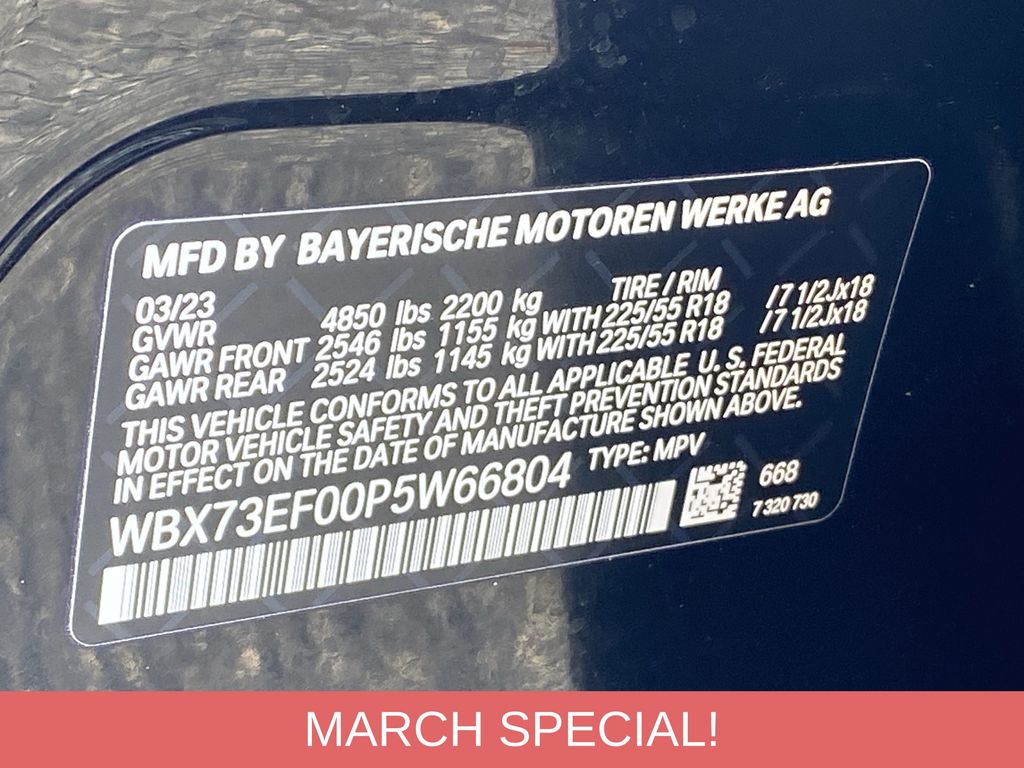 MFD BY BAYERISCHE MOTOREN WERKE AG
03/23 TIRE / RIM
GVWR 4850 lbs 2200 kg
GAWR FRONT 2546 lbs 1155 kg WITH 225/55 R18 /7 1/2Jx18
GAWR REAR 2524 lbs 1145 kg WITH 225/55 R18 /7 1/2Jx18
THIS VEHICLE CONFORMS TO ALL APPLICABLE U. S. FEDERAL
MOTOR VEHICLE SAFETY AND THEFT PREVENTION STANDARDS
IN EFFECT ON THE DATE OF MANUFACTURE SHOWN ABOVE.
WBX73EF00P5W66804 TYPE: MPV
668
7 320 730
MARCH SPECIAL!